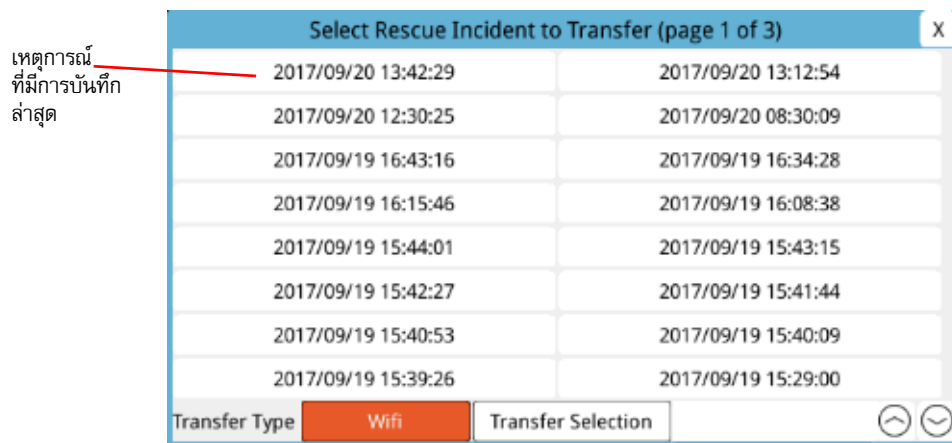 Select Rescue Incident to Transfer (page 1 of 3) X
เหตุการณ์
ที่มีการบันทึก
ล่าสุด
2017/09/20 13:42:29 2017/09/20 13:12:54
2017/09/20 12:30:25 2017/09/20 08:30:09
2017/09/19 16:43:16 2017/09/19 16:34:28
2017/09/19 16:15:46 2017/09/19 16:08:38
2017/09/19 15:44:01 2017/09/19 15:43:15
2017/09/19 15:42:27 2017/09/19 15:41:44
2017/09/19 15:40:53 2017/09/19 15:40:09
2017/09/19 15:39:26 2017/09/19 15:29:00
Transfer Type Wifi Transfer Selection